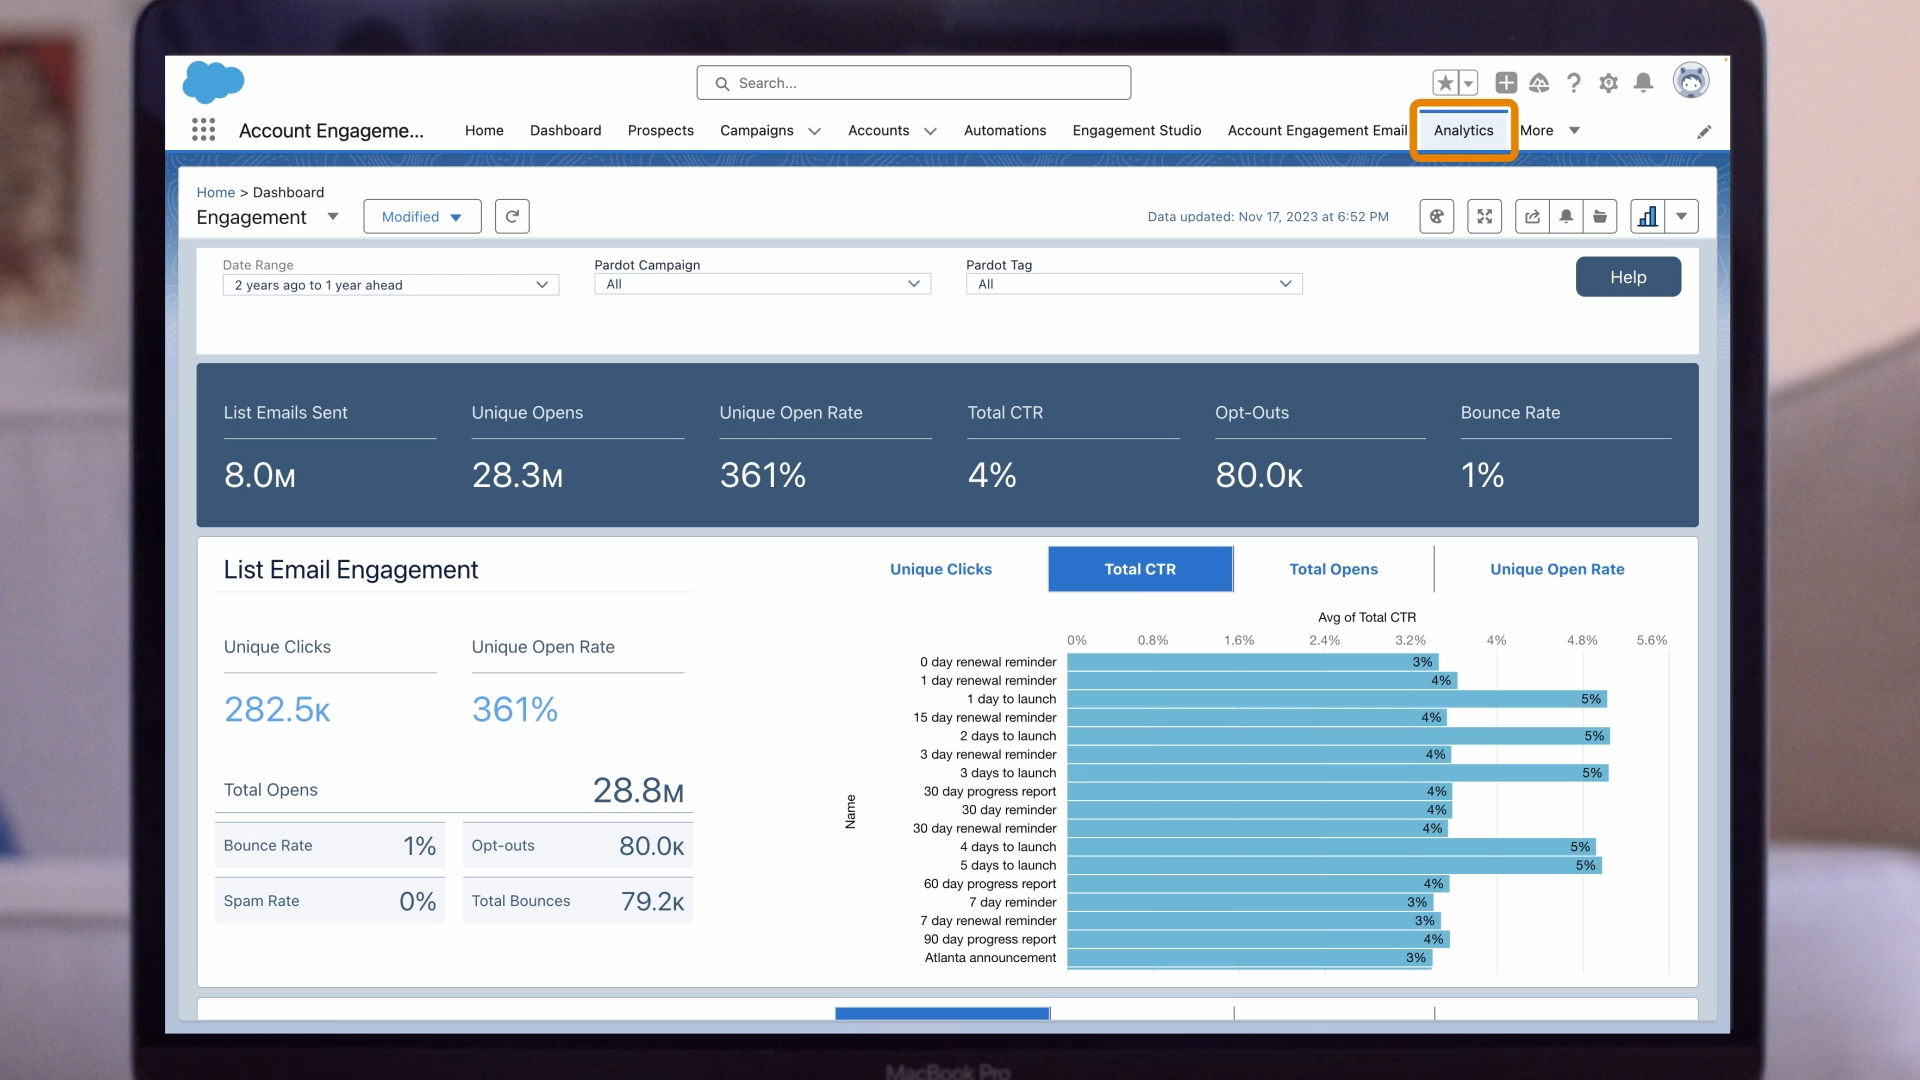 Search...
Account Engageme...
Home
Dashboard
Prospects
Campaigns
Accounts
Automations
Engagement Studio
Account Engagement Email
Analytics
More
Home > Dashboard
Engagement
Modified
Data updated: Nov 17, 2023 at 6:52 PM
Date Range
2 years ago to 1 year ahead
Pardot Campaign
All
Pardot Tag
All
Help
List Emails Sent
8.0M
Unique Opens
28.3M
Unique Open Rate
361%
Total CTR
4%
Opt-Outs
80.0K
Bounce Rate
1%
List Email Engagement
Unique Clicks
282.5K
Unique Open Rate
361%
Total Opens
28.8M
Bounce Rate
1%
Opt-outs
80.0K
Spam Rate
0%
Total Bounces
79.2K
Unique Clicks
Total CTR
Total Opens
Unique Open Rate
Avg of Total CTR
0% 0.8% 1.6% 2.4% 3.2% 4% 4.8% 5.6%
Name
0 day renewal reminder 3%
1 day renewal reminder 4%
1 day to launch 5%
15 day renewal reminder 4%
2 days to launch 5%
3 day renewal reminder 4%
3 days to launch 5%
30 day progress report 4%
30 day reminder 4%
30 day renewal reminder 4%
4 days to launch 5%
5 days to launch 5%
60 day progress report 4%
7 day reminder 3%
7 day renewal reminder 3%
90 day progress report 4%
Atlanta announcement 3%
MacBook Pro